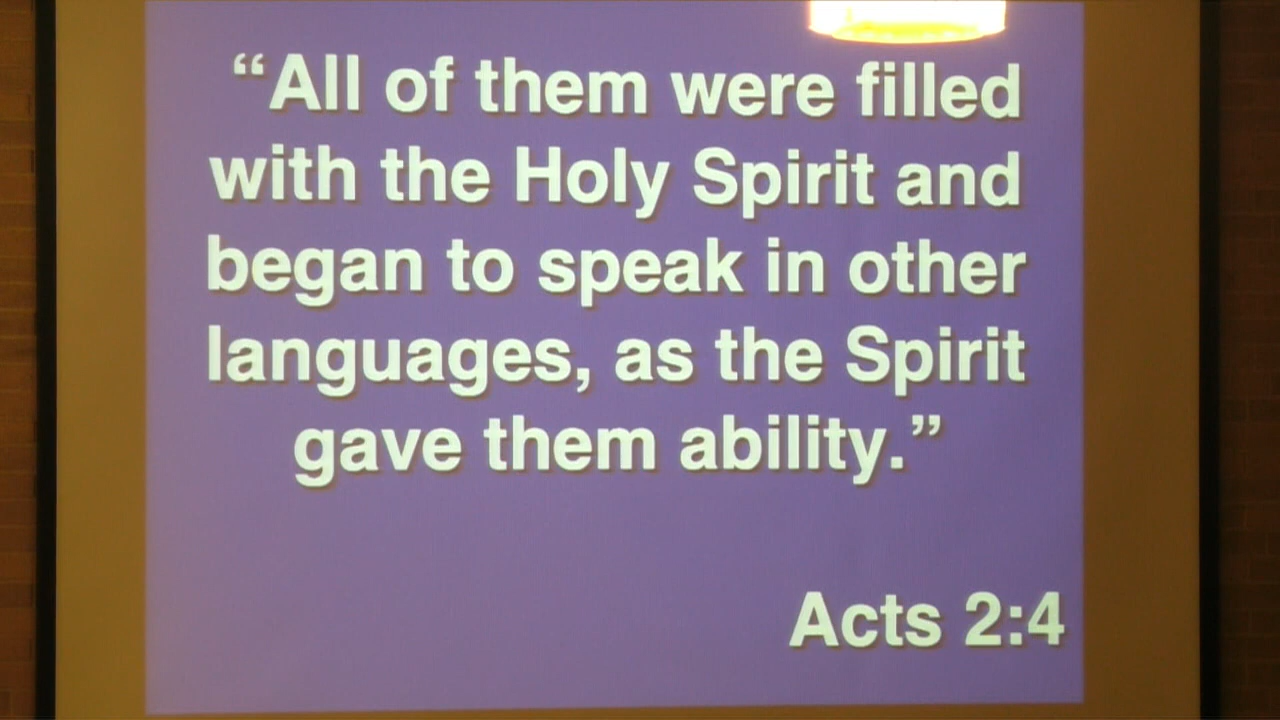 “All of them were filled
with the Holy Spirit and
began to speak in other
languages, as the Spirit
gave them ability.”
Acts 2:4